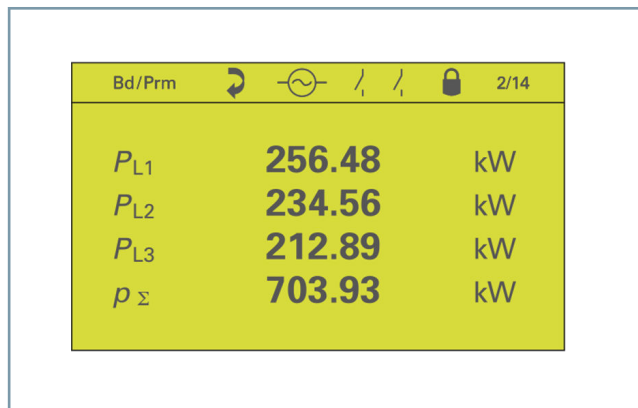 Bd/Prm 2/14
PL1 256.48 kW
PL2 234.56 kW
PL3 212.89 kW
p Σ 703.93 kW